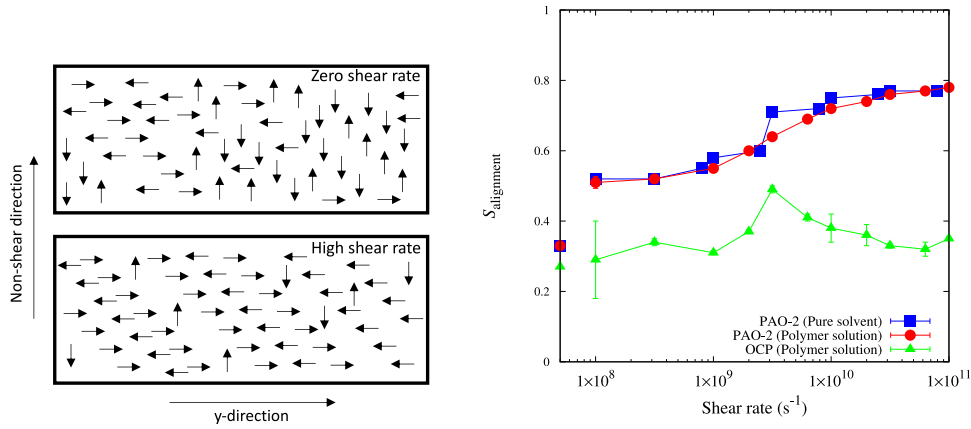 Zero shear rate
High shear rate
Non-shear direction
y-direction
1
0.8
0.6
0.4
0.2
0
S_alignment
PAO-2 (Pure solvent)
PAO-2 (Polymer solution)
OCP (Polymer solution)
1×10^8 1×10^9 1×10^10 1×10^11
Shear rate (s^-1)